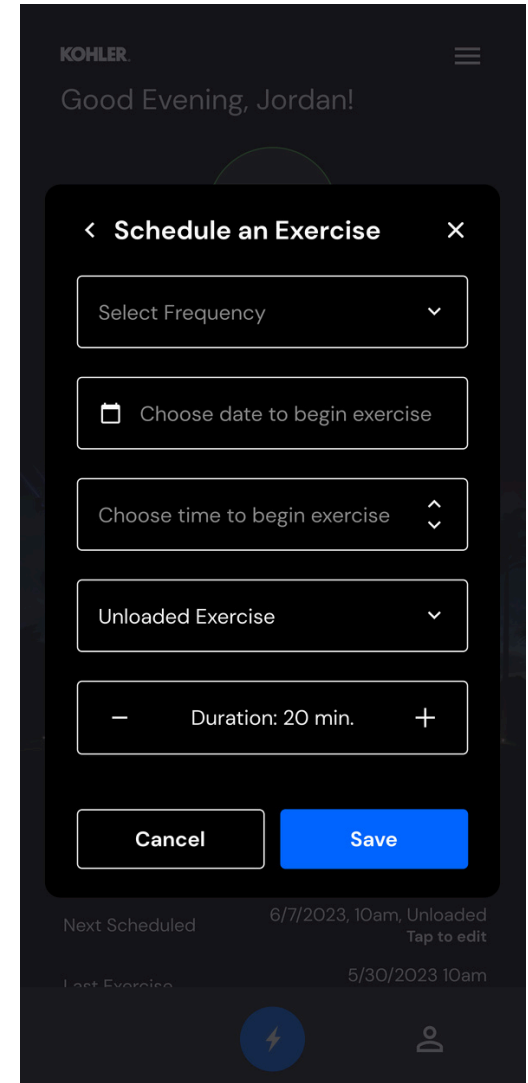 KOHLER.
Good Evening, Jordan!
Schedule an Exercise
Select Frequency
Choose date to begin exercise
Choose time to begin exercise
Unloaded Exercise
Duration: 20 min.
Cancel
Save
Next Scheduled
6/7/2023, 10am, Unloaded
Tap to edit
Last Exercise
5/30/2023 10am